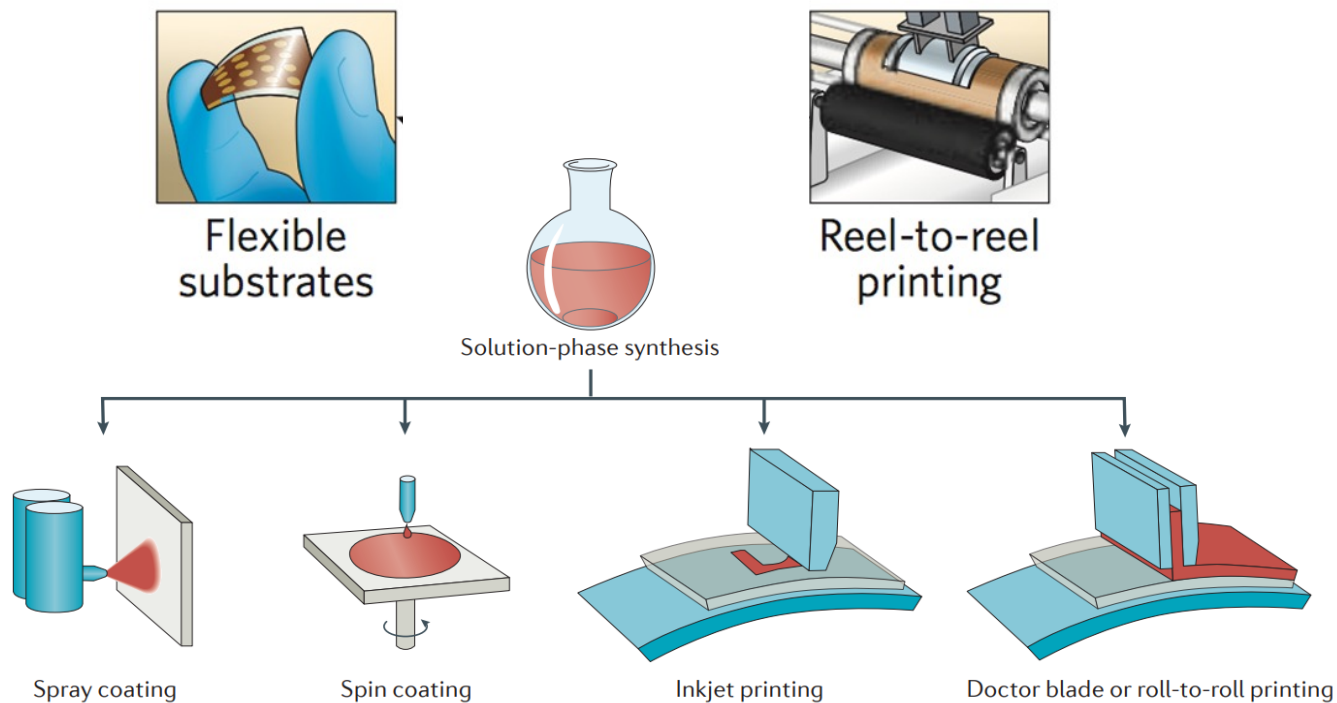 Flexible
substrates
Reel-to-reel
printing
Solution-phase synthesis
Spray coating
Spin coating
Inkjet printing
Doctor blade or roll-to-roll printing